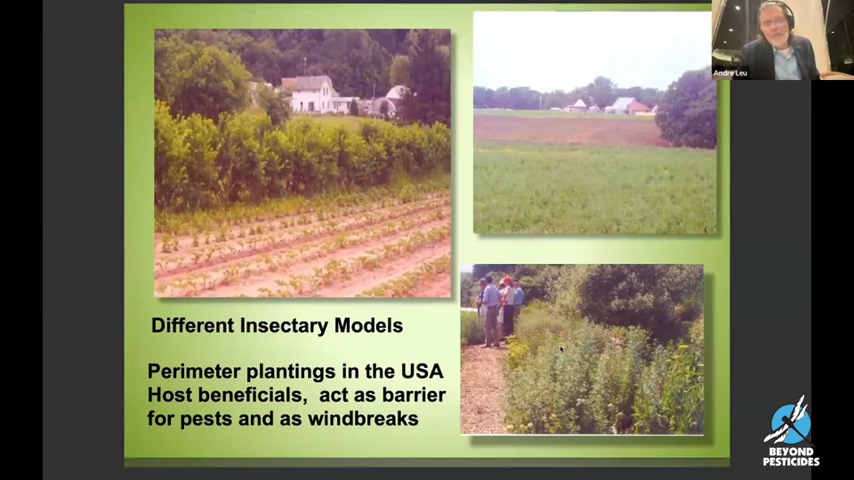 Andre Leu
Different Insectary Models
Perimeter plantings in the USA
Host beneficials, act as barrier
for pests and as windbreaks
BEYOND
PESTICIDES